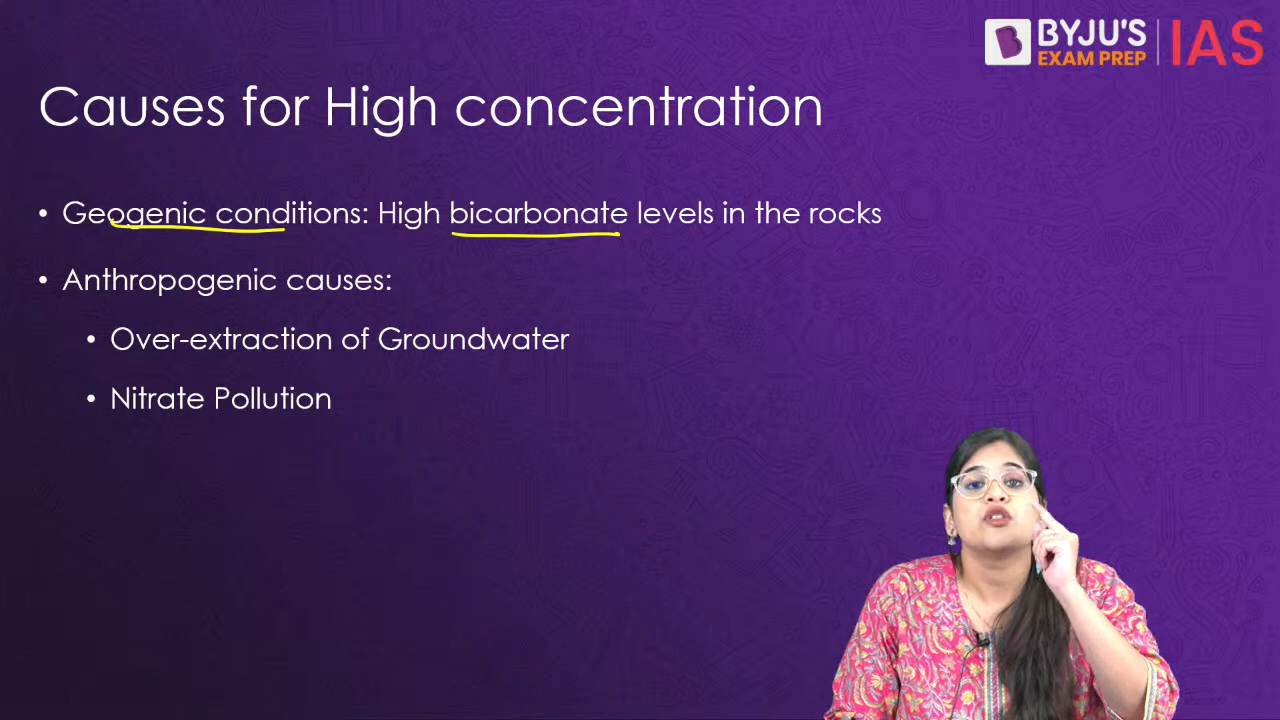 BYJU'S IAS
EXAM PREP
Causes for High concentration
• Geogenic conditions: High bicarbonate levels in the rocks
• Anthropogenic causes:
• Over-extraction of Groundwater
• Nitrate Pollution